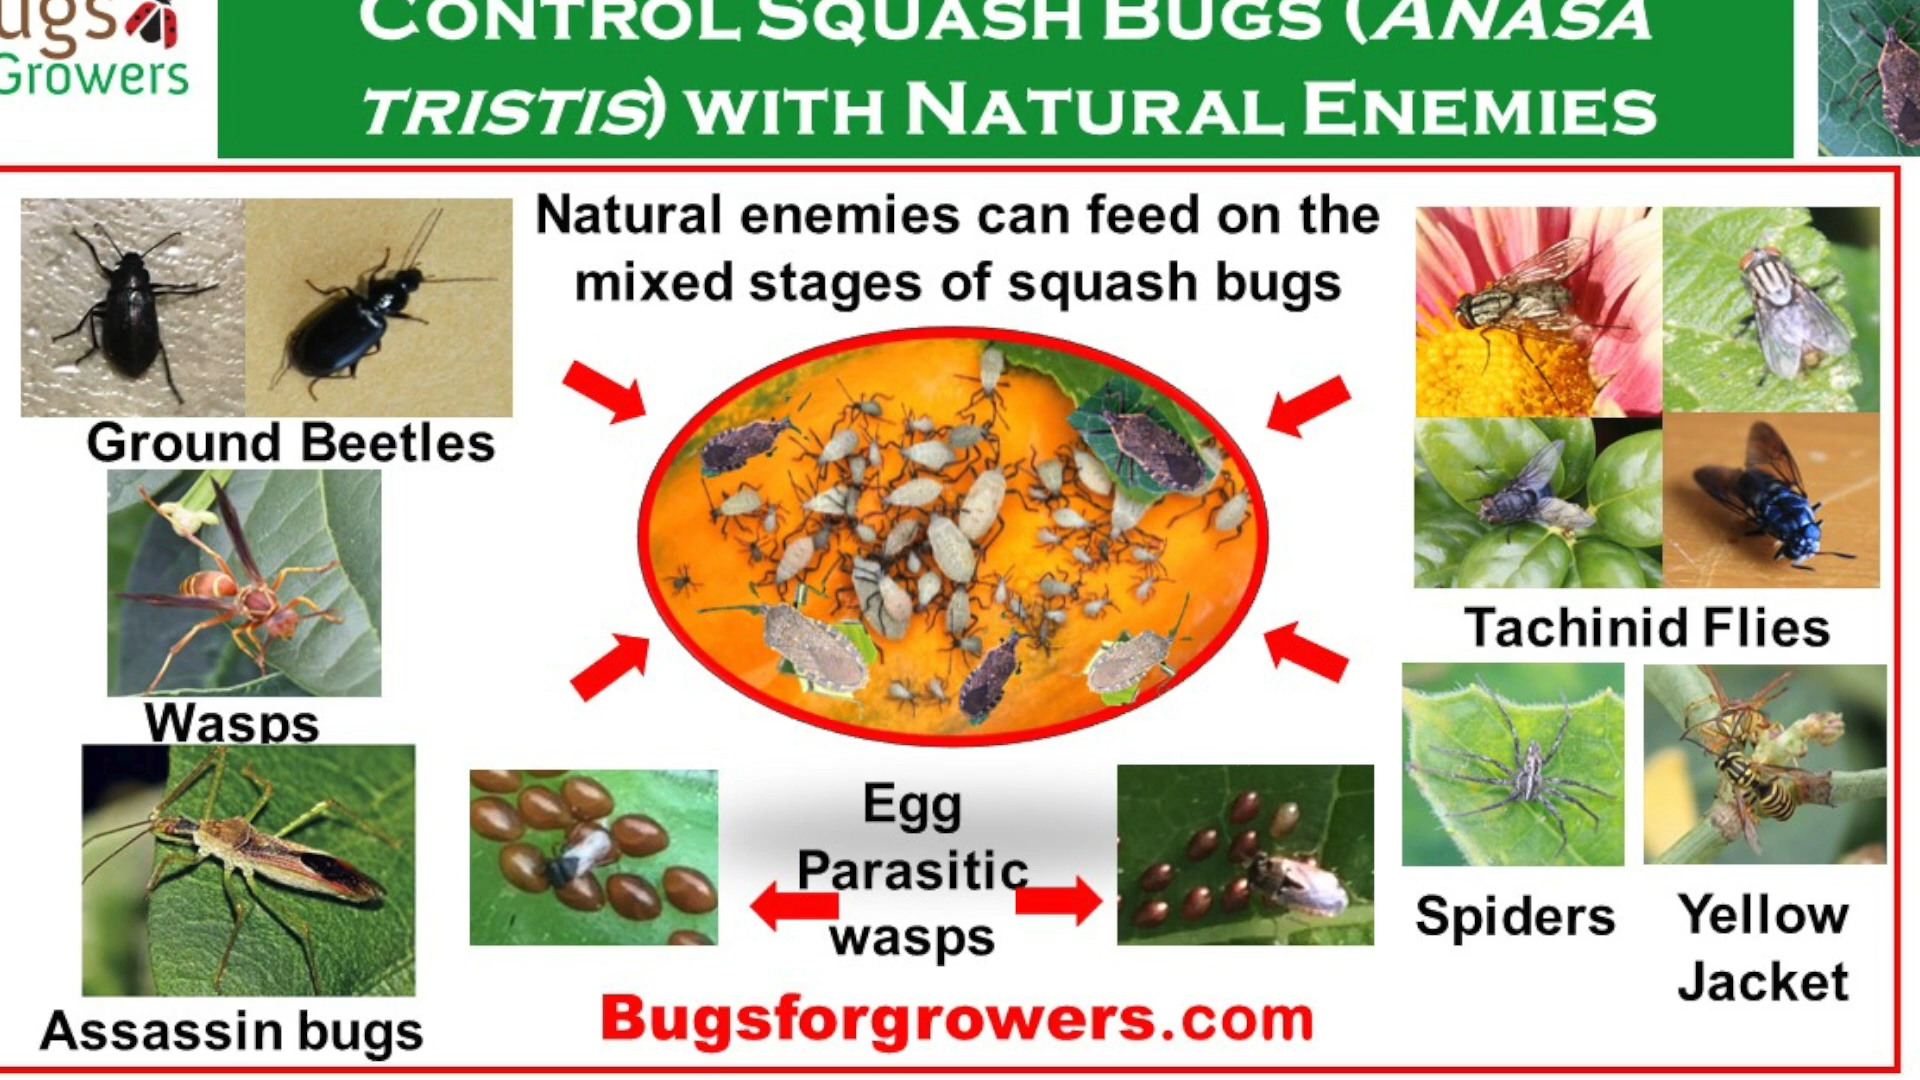 Growers
CONTROL SQUASH BUGS (ANASA
TRISTIS) WITH NATURAL ENEMIES
Natural enemies can feed on the
mixed stages of squash bugs
Ground Beetles
Wasps
Assassin bugs
Egg
Parasitic
wasps
Tachinid Flies
Spiders
Yellow
Jacket
Bugsforgrowers.com